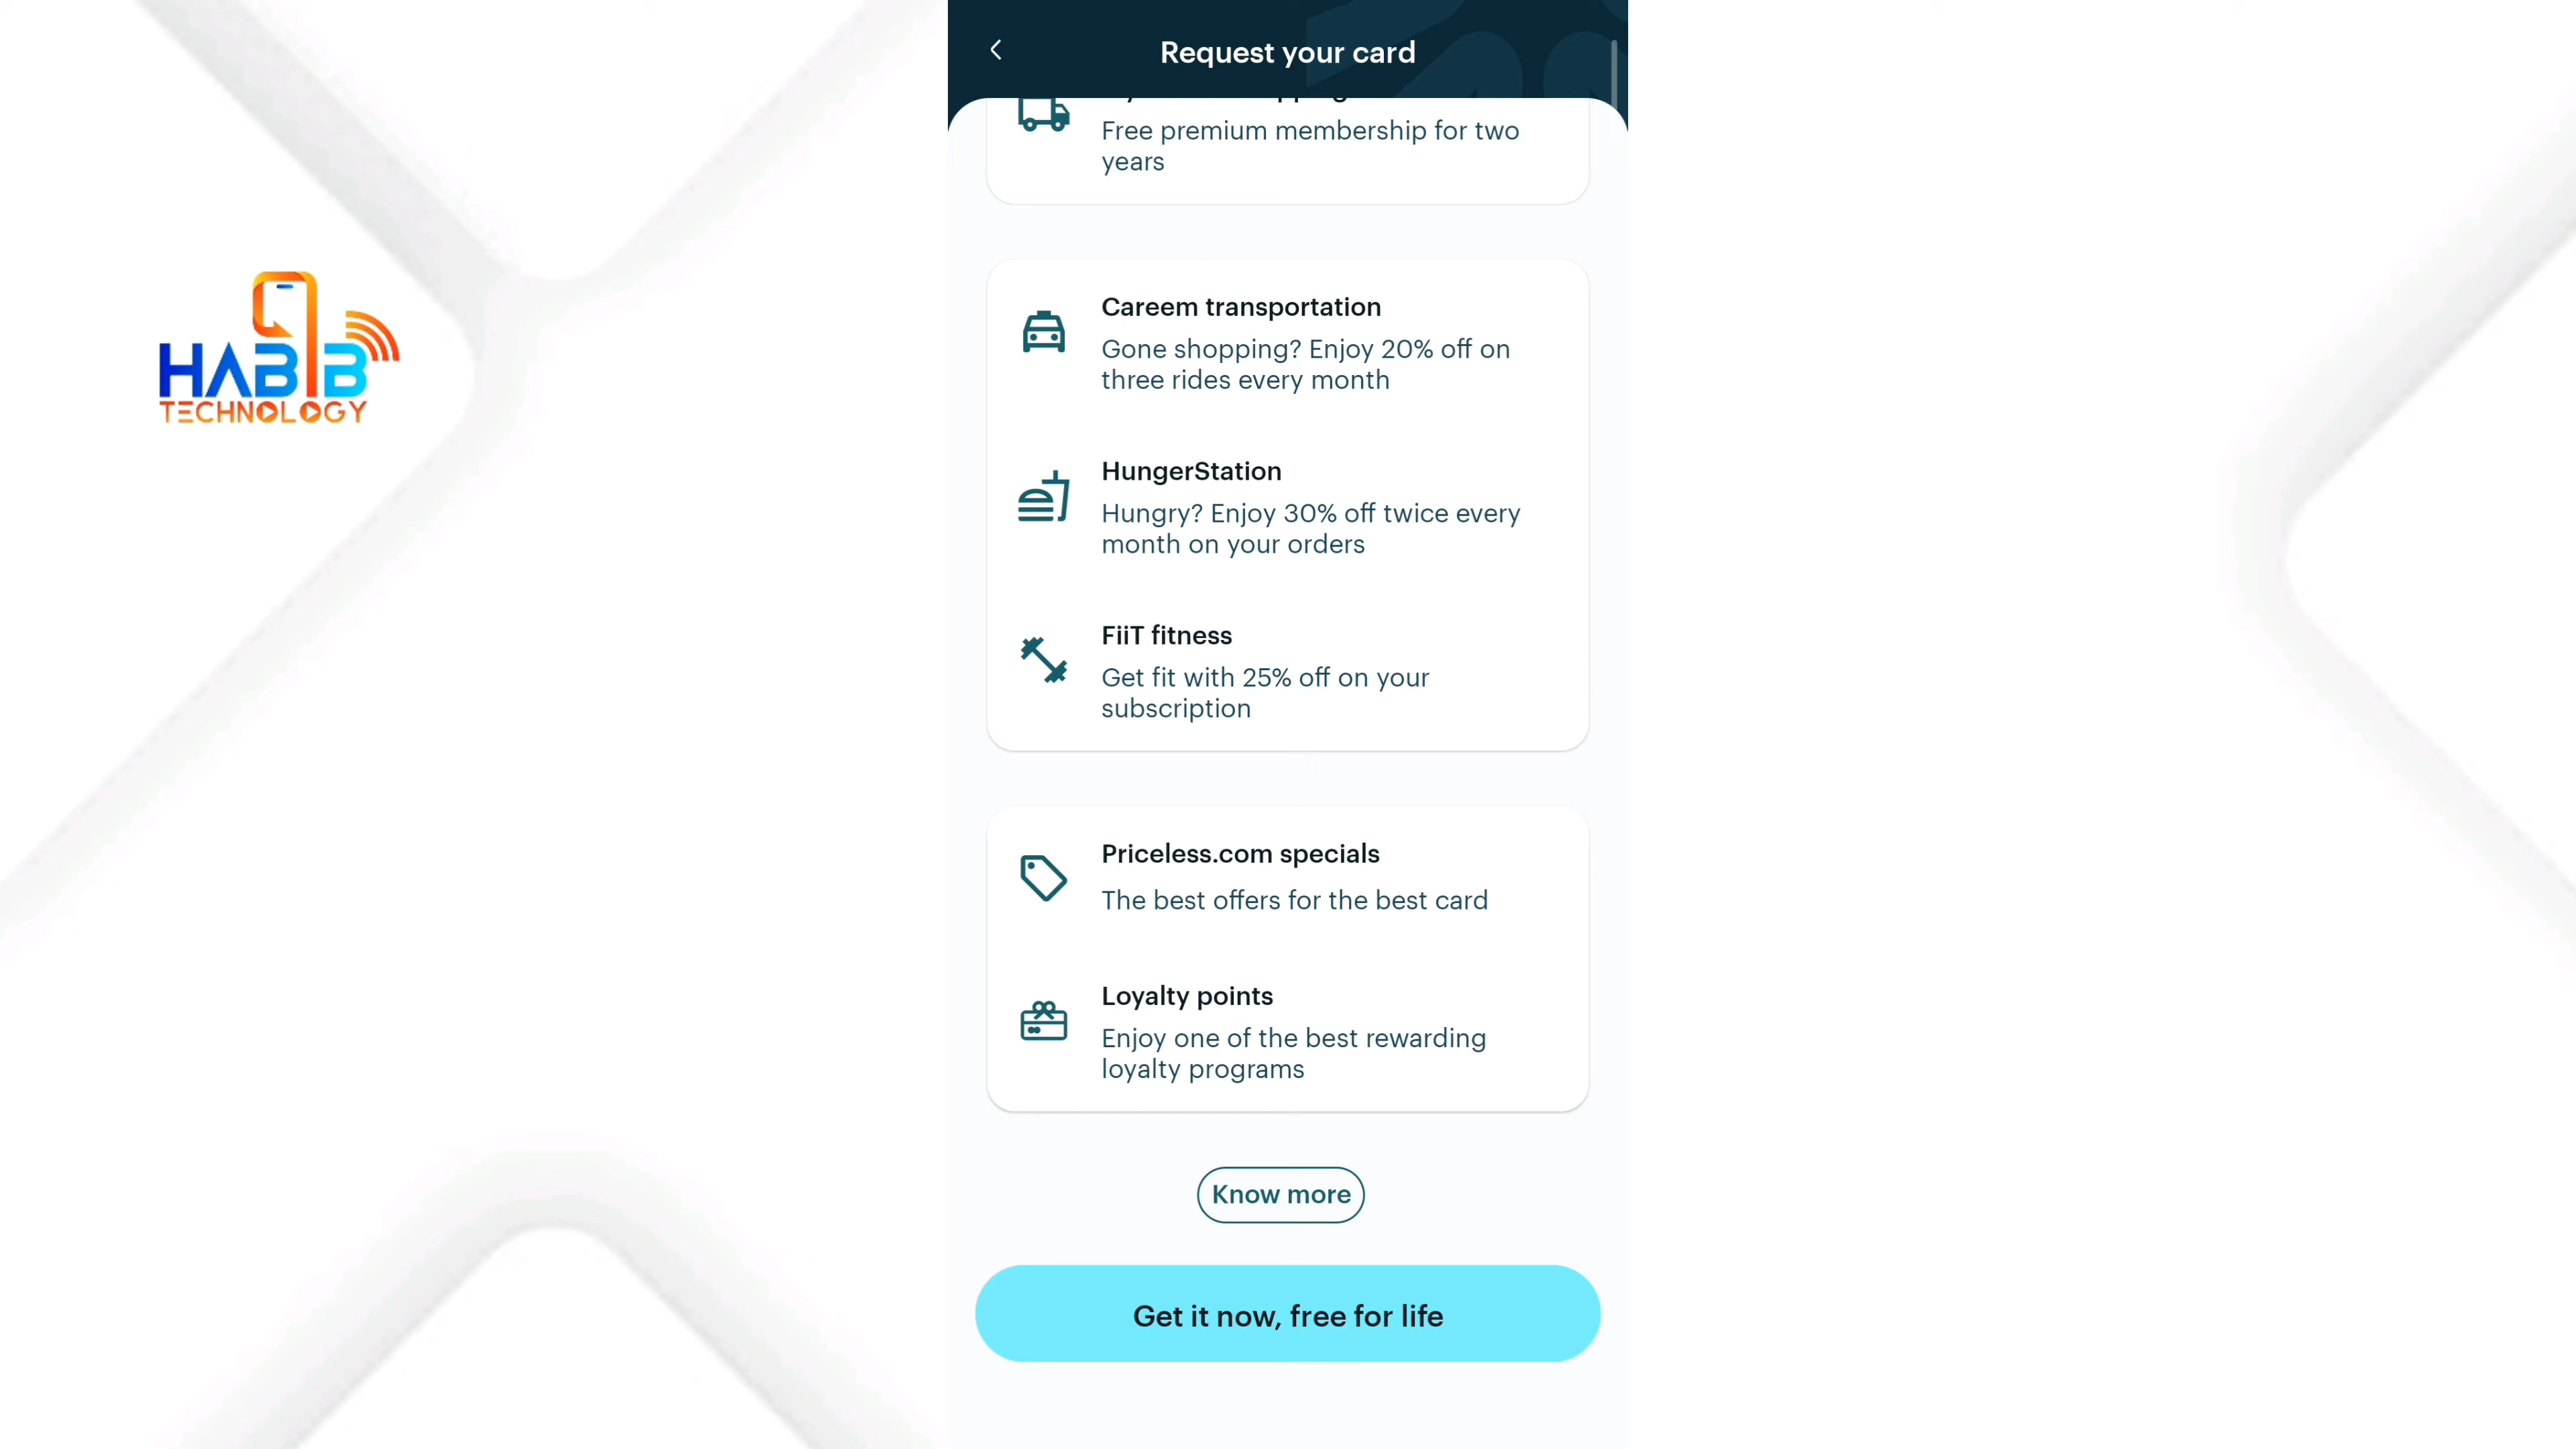 Request your card
Free premium membership for two
years
HABIB
TECHNOLOGY
Careem transportation
Gone shopping? Enjoy 20% off on
three rides every month
HungerStation
Hungry? Enjoy 30% off twice every
month on your orders
FiiT fitness
Get fit with 25% off on your
subscription
Priceless.com specials
The best offers for the best card
Loyalty points
Enjoy one of the best rewarding
loyalty programs
Know more
Get it now, free for life